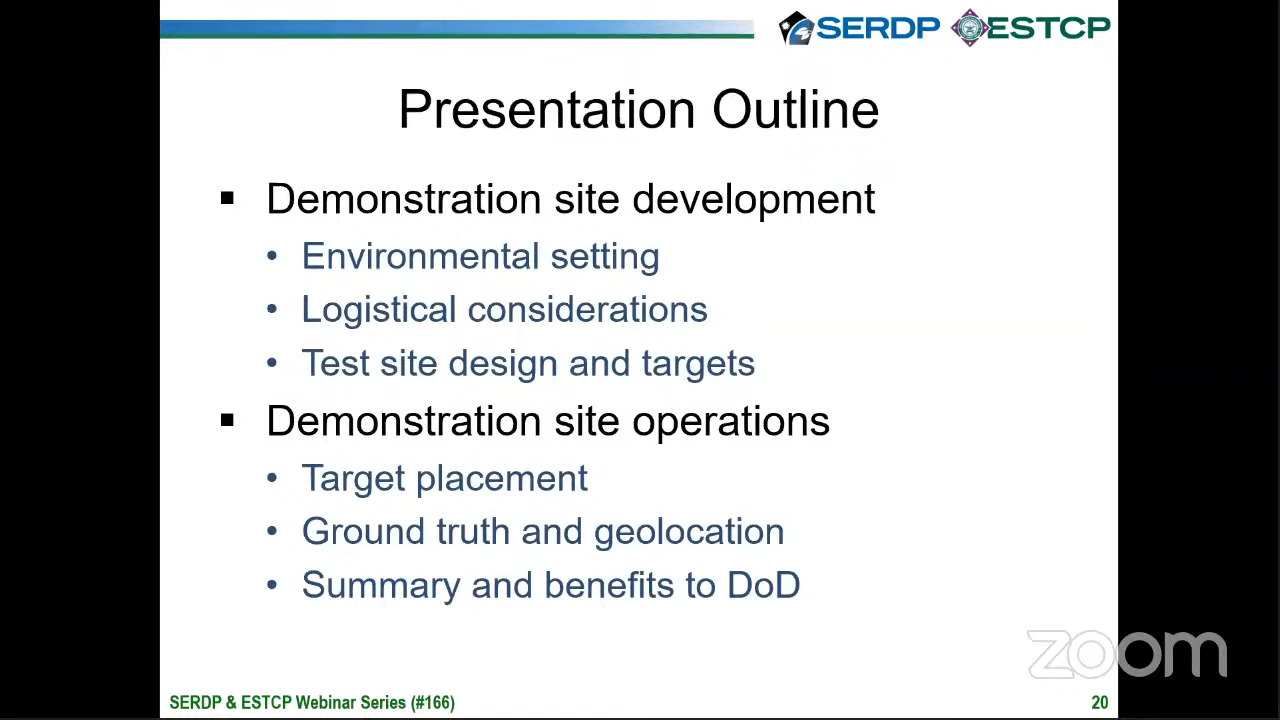 SERDP ESTCP
Presentation Outline
▪ Demonstration site development
• Environmental setting
• Logistical considerations
• Test site design and targets
▪ Demonstration site operations
• Target placement
• Ground truth and geolocation
• Summary and benefits to DoD
zoom
SERDP & ESTCP Webinar Series (#166) 20